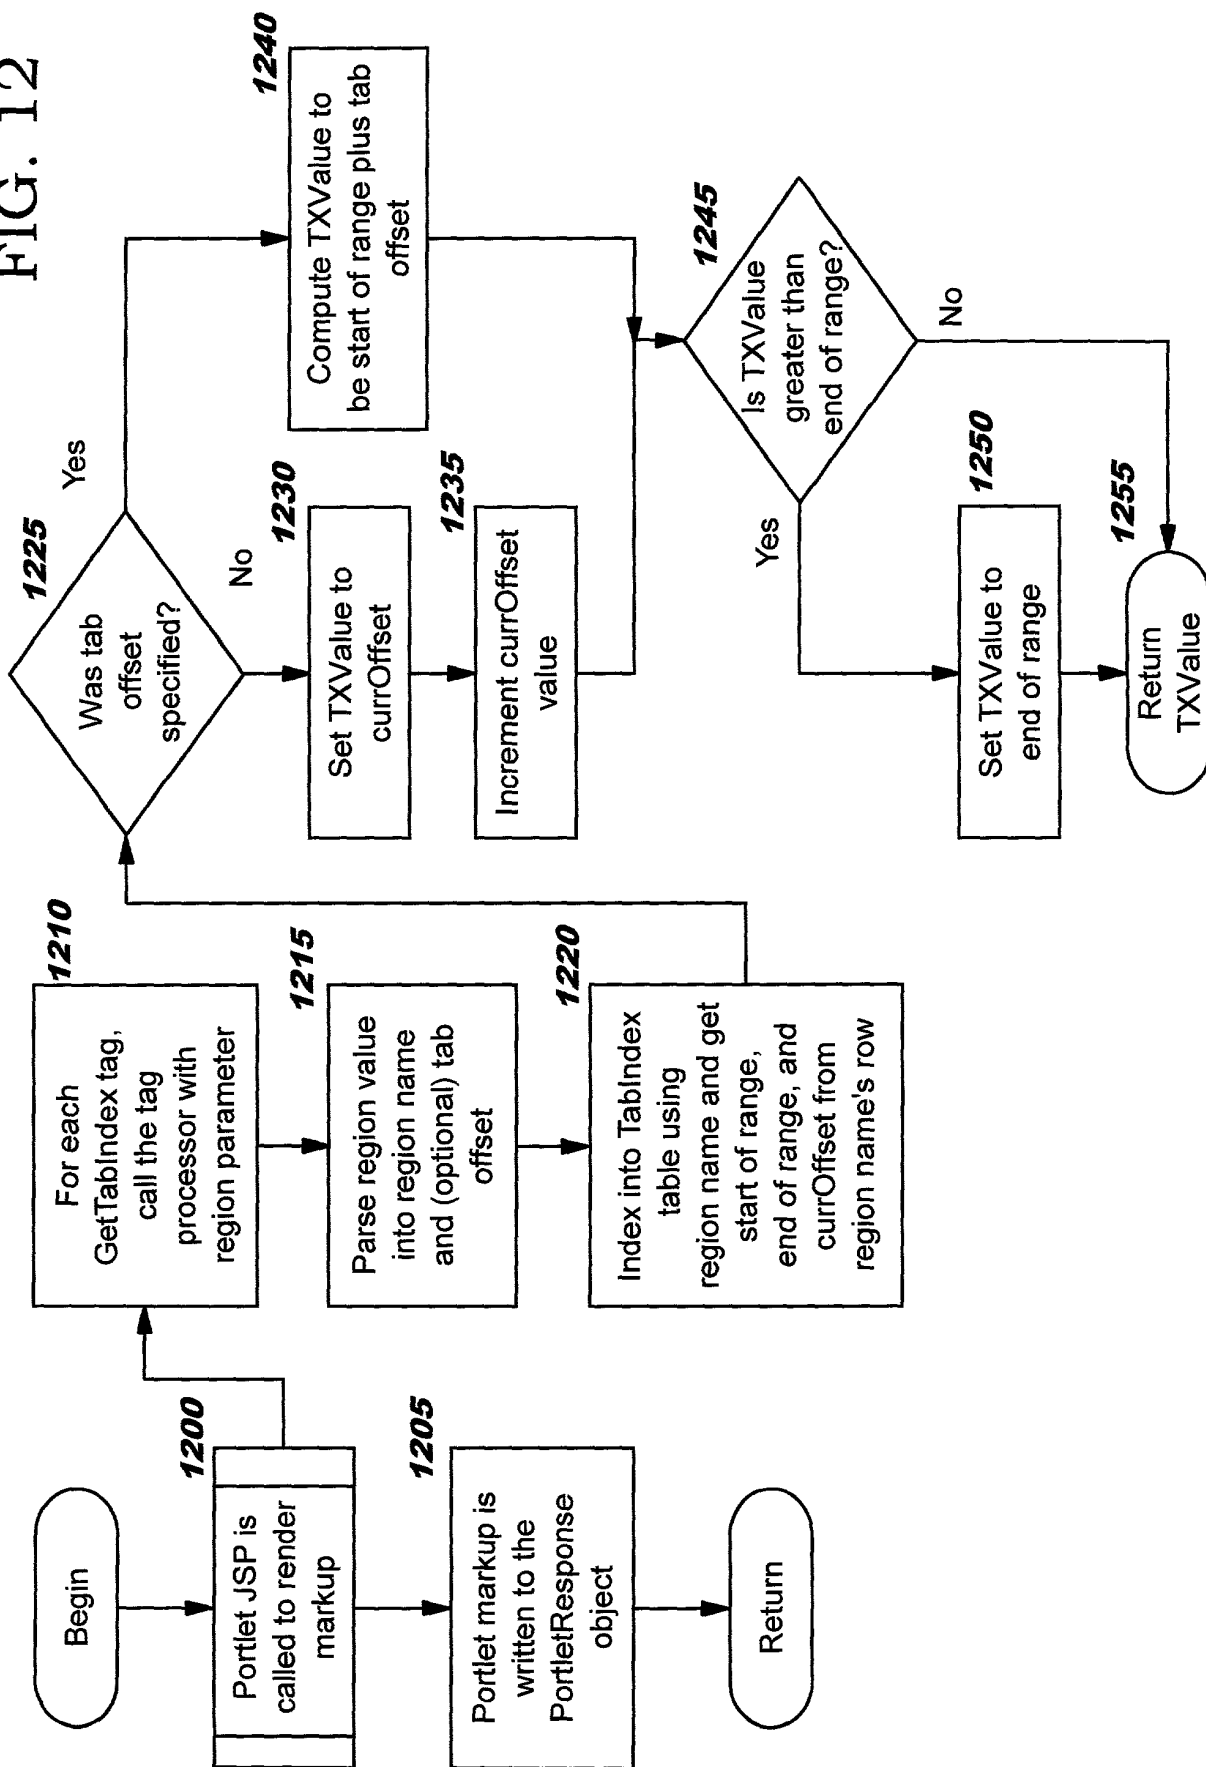 FIG. 12
Begin
1200
Portlet JSP is
called to render
markup
1205
Portlet markup is
written to the
PortletResponse
object
Return
1210
For each
GetTabIndex tag,
call the tag
processor with
region parameter
1215
Parse region value
into region name
and (optional) tab
offset
1220
Index into TabIndex
table using
region name and get
start of range,
end of range, and
currOffset from
region name's row
1225
Was tab
offset
specified?
Yes
No
1230
Set TXValue to
currOffset
1235
Increment currOffset
value
1240
Compute TXValue to
be start of range plus tab
offset
1245
Is TXValue
greater than
end of range?
Yes
No
1250
Set TXValue to
end of range
1255
Return
TXValue